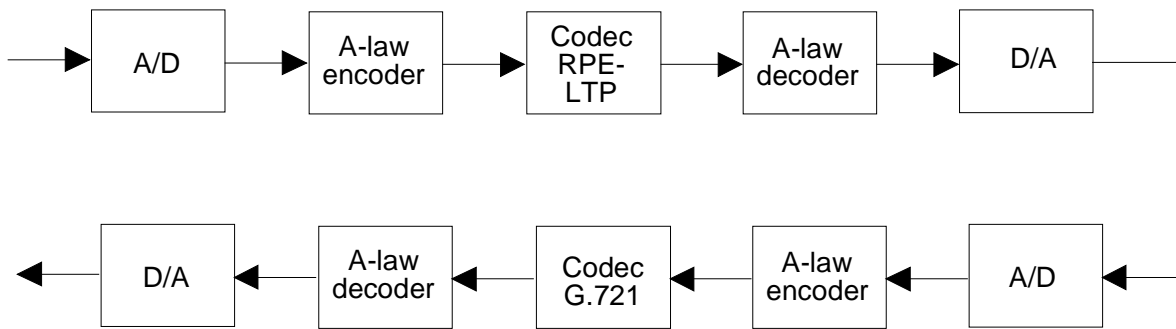 A/D
A-law
encoder
Codec
RPE-
LTP
A-law
decoder
D/A
D/A
A-law
decoder
Codec
G.721
A-law
encoder
A/D